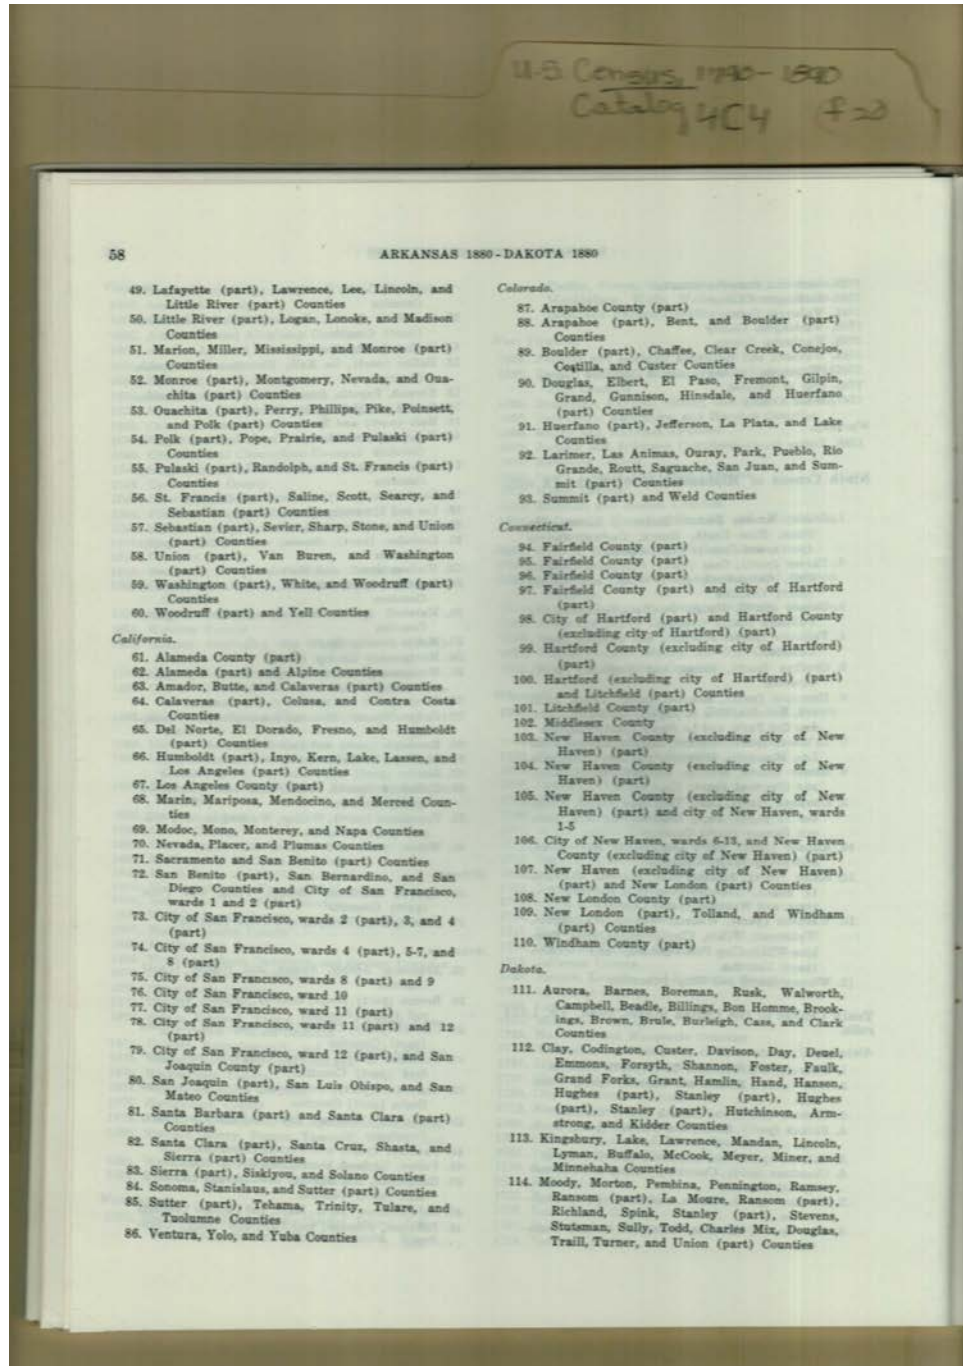 U-S Census, 1790-1890
Catalog 4C4
58
ARKANSAS 1880-DAKOTA 1880
49. Lafayette (part), Lawrence, Lee, Lincoln, and
Little River (part) Counties
50. Little River (part), Logan, Lonoke, and Madison
Counties
51. Marion, Miller, Mississippi, and Monroe (part)
Counties
52. Monroe (part), Montgomery, Nevada, and Oua-
chita (part) Counties
53. Ouachita (part), Perry, Phillips, Pike, Poinsett,
and Polk (part) Counties
54. Polk (part), Pope, Prairie, and Pulaski (part)
Counties
55. Pulaski (part), Randolph, and St. Francis (part)
Counties
56. St. Francis (part), Saline, Scott, Searcy, and
Sebastian (part) Counties
57. Sebastian (part), Sevier, Sharp, Stone, and Union
(part) Counties
58. Union (part), Van Buren, and Washington
(part) Counties
59. Washington (part), White, and Woodruff (part)
Counties
60. Woodruff (part) and Yell Counties
California.
61. Alameda County (part)
62. Alameda (part) and Alpine Counties
63. Amador, Butte, and Calaveras (part) Counties
64. Calaveras (part), Colusa, and Contra Costa
Counties
65. Del Norte, El Dorado, Fresno, and Humboldt
(part) Counties
66. Humboldt (part), Inyo, Kern, Lake, Lassen, and
Los Angeles (part) Counties
67. Los Angeles County (part)
68. Marin, Mariposa, Mendocino, and Merced Coun-
ties
69. Modoc, Mono, Monterey, and Napa Counties
70. Nevada, Placer, and Plumas Counties
71. Sacramento and San Benito (part) Counties
72. San Benito (part), San Bernardino, and San
Diego Counties and City of San Francisco,
wards 1 and 2 (part)
73. City of San Francisco, wards 2 (part), 3, and 4
(part)
74. City of San Francisco, wards 4 (part), 5-7, and
8 (part)
75. City of San Francisco, wards 8 (part) and 9
76. City of San Francisco, ward 10
77. City of San Francisco, ward 11 (part)
78. City of San Francisco, wards 11 (part) and 12
(part)
79. City of San Francisco, ward 12 (part), and San
Joaquin County (part)
80. San Joaquin (part), San Luis Obispo, and San
Mateo Counties
81. Santa Barbara (part) and Santa Clara (part)
Counties
82. Santa Clara (part), Santa Cruz, Shasta, and
Sierra (part) Counties
83. Sierra (part), Siskiyou, and Solano Counties
84. Sonoma, Stanislaus, and Sutter (part) Counties
85. Sutter (part), Tehama, Trinity, Tulare, and
Tuolumne Counties
86. Ventura, Yolo, and Yuba Counties
Colorado.
87. Arapahoe County (part)
88. Arapahoe (part), Bent, and Boulder (part)
Counties
89. Boulder (part), Chaffee, Clear Creek, Conejos,
Costilla, and Custer Counties
90. Douglas, Elbert, El Paso, Fremont, Gilpin,
Grand, Gunnison, Hinsdale, and Huerfano
(part) Counties
91. Huerfano (part), Jefferson, La Plata, and Lake
Counties
92. Larimer, Las Animas, Ouray, Park, Pueblo, Rio
Grande, Routt, Saguache, San Juan, and Sum-
mit (part) Counties
93. Summit (part) and Weld Counties
Connecticut.
94. Fairfield County (part)
95. Fairfield County (part)
96. Fairfield County (part)
97. Fairfield County (part) and city of Hartford
(part)
98. City of Hartford (part) and Hartford County
(excluding city of Hartford) (part)
99. Hartford County (excluding city of Hartford)
(part)
100. Hartford (excluding city of Hartford) (part)
and Litchfield (part) Counties
101. Litchfield County (part)
102. Middlesex County
103. New Haven County (excluding city of New
Haven) (part)
104. New Haven County (excluding city of New
Haven) (part)
105. New Haven County (excluding city of New
Haven) (part) and city of New Haven, wards
1-5
106. City of New Haven, wards 6-13, and New Haven
County (excluding city of New Haven) (part)
107. New Haven (excluding city of New Haven)
(part) and New London (part) Counties
108. New London County (part)
109. New London (part), Tolland, and Windham
(part) Counties
110. Windham County (part)
Dakota.
111. Aurora, Barnes, Boreman, Rusk, Walworth,
Campbell, Beadle, Billings, Bon Homme, Brook-
ings, Brown, Brule, Burleigh, Cass, and Clark
Counties
112. Clay, Codington, Custer, Davison, Day, Deuel,
Emmons, Forsyth, Shannon, Foster, Faulk,
Grand Forks, Grant, Hamlin, Hand, Hanson,
Hughes (part), Stanley (part), Hughes
(part), Stanley (part), Hutchinson, Arm-
strong, and Kidder Counties
113. Kingsbury, Lake, Lawrence, Mandan, Lincoln,
Lyman, Buffalo, McCook, Meyer, Miner, and
Minnehaha Counties
114. Moody, Morton, Pembina, Pennington, Ramsey,
Ransom (part), La Moure, Ransom (part),
Richland, Spink, Stanley (part), Stevens,
Stutsman, Sully, Todd, Charles Mix, Douglas,
Traill, Turner, and Union (part) Counties